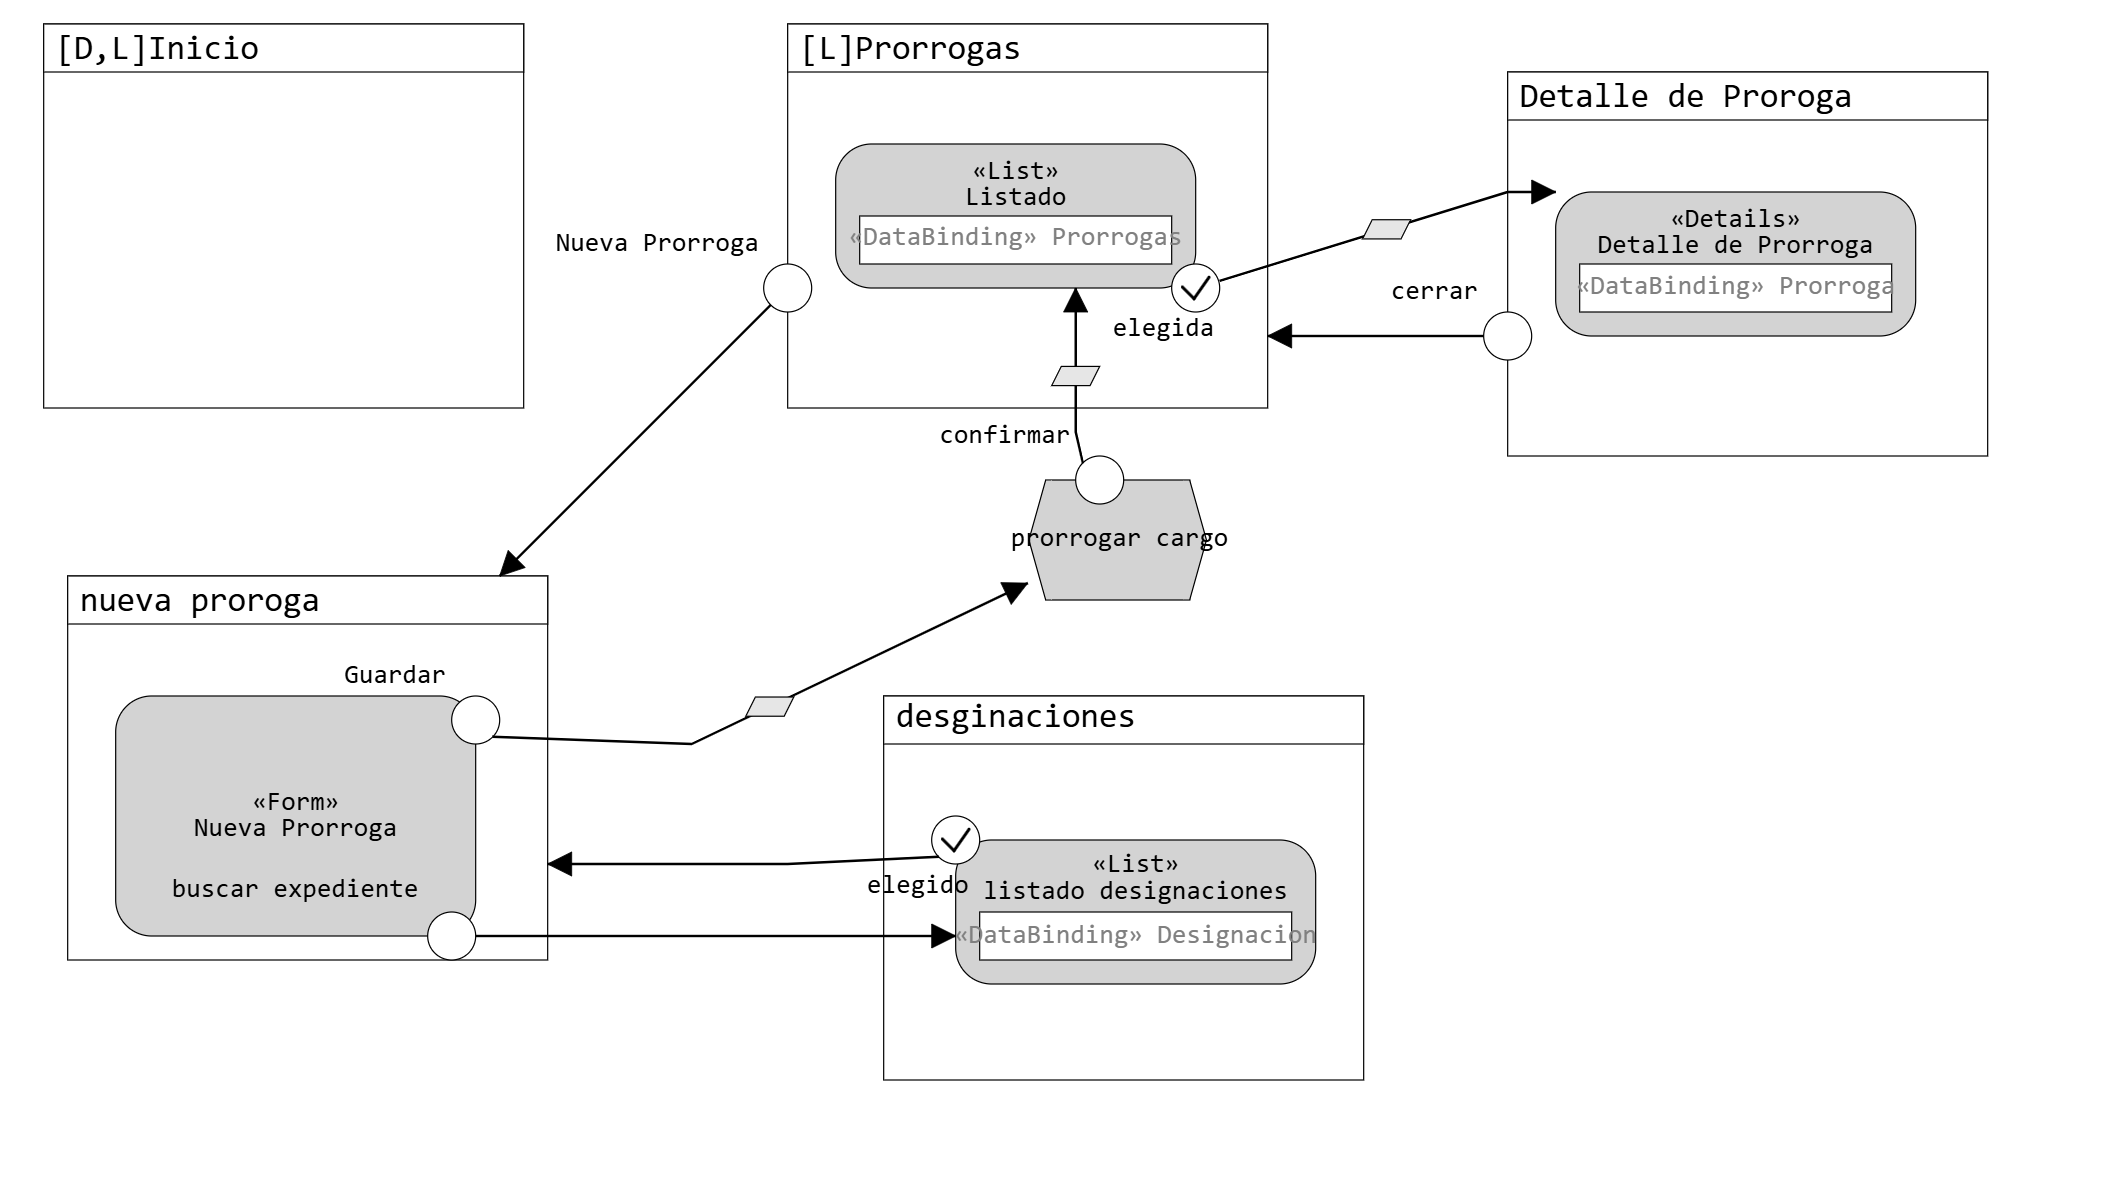 [D,L]Inicio
[L]Prorrogas
Detalle de Proroga
«List»
Listado
«DataBinding» Prorrogas
Nueva Prorroga
elegida
«Details»
Detalle de Prorroga
«DataBinding» Prorroga
cerrar
confirmar
prorrogar cargo
nueva proroga
Guardar
«Form»
Nueva Prorroga
buscar expediente
desginaciones
elegido
«List»
listado designaciones
«DataBinding» Designacion